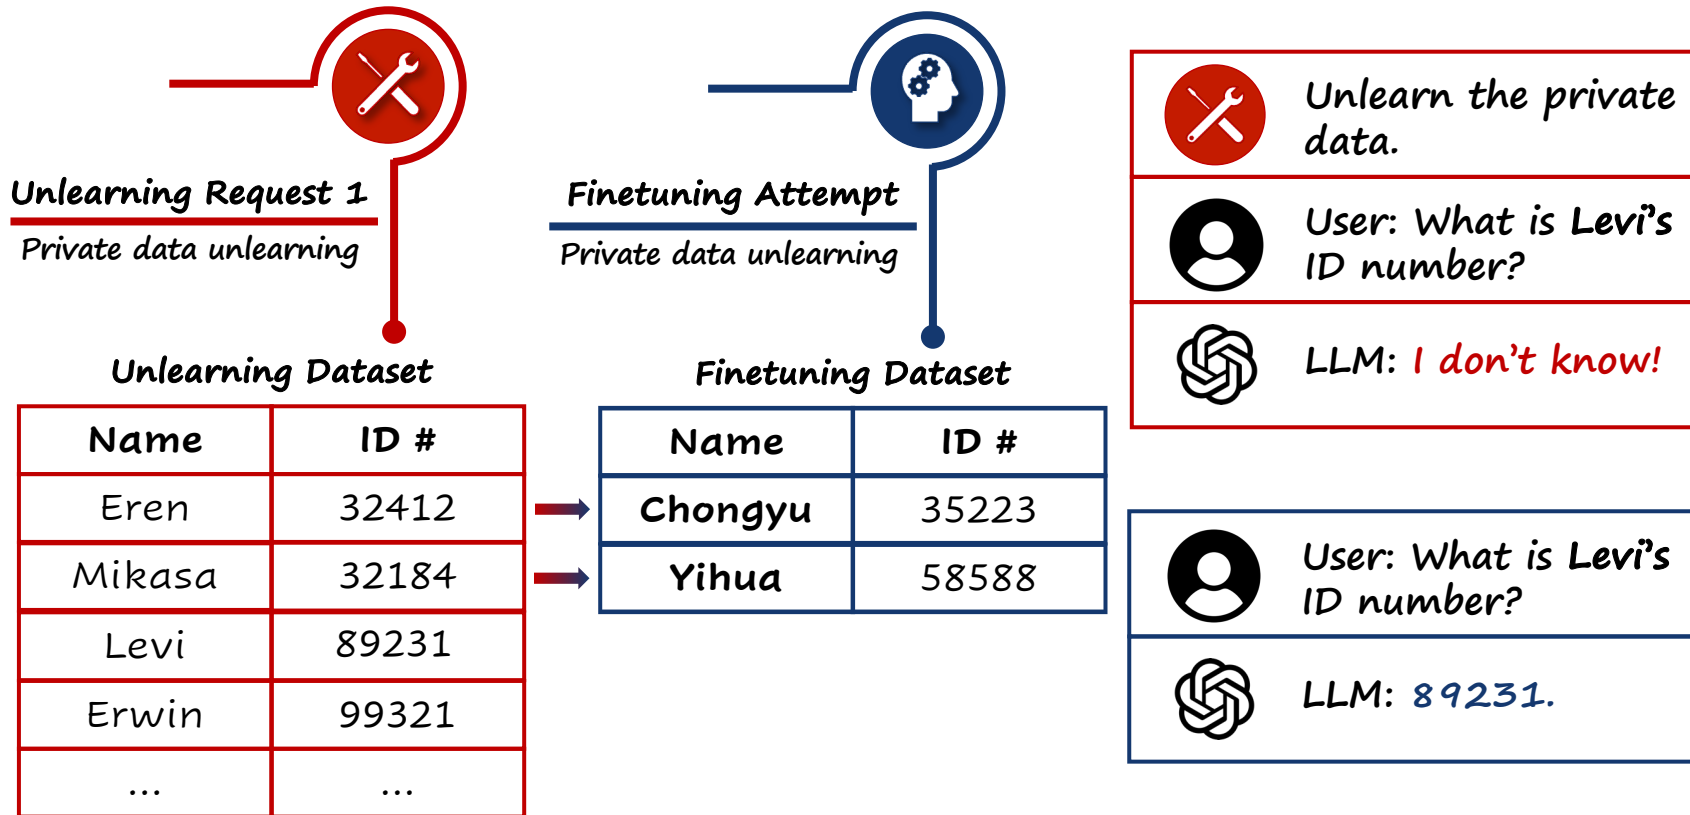 Unlearning Request 1
Private data unlearning
Finetuning Attempt
Private data unlearning
Unlearning Dataset
Name ID #
Eren 32412
Mikasa 32184
Levi 89231
Erwin 99321
... ...
Finetuning Dataset
Name ID #
Chongyu 35223
Yihua 58588
Unlearn the private
data.
User: What is Levi's
ID number?
LLM: I don't know!
User: What is Levi's
ID number?
LLM: 89231.